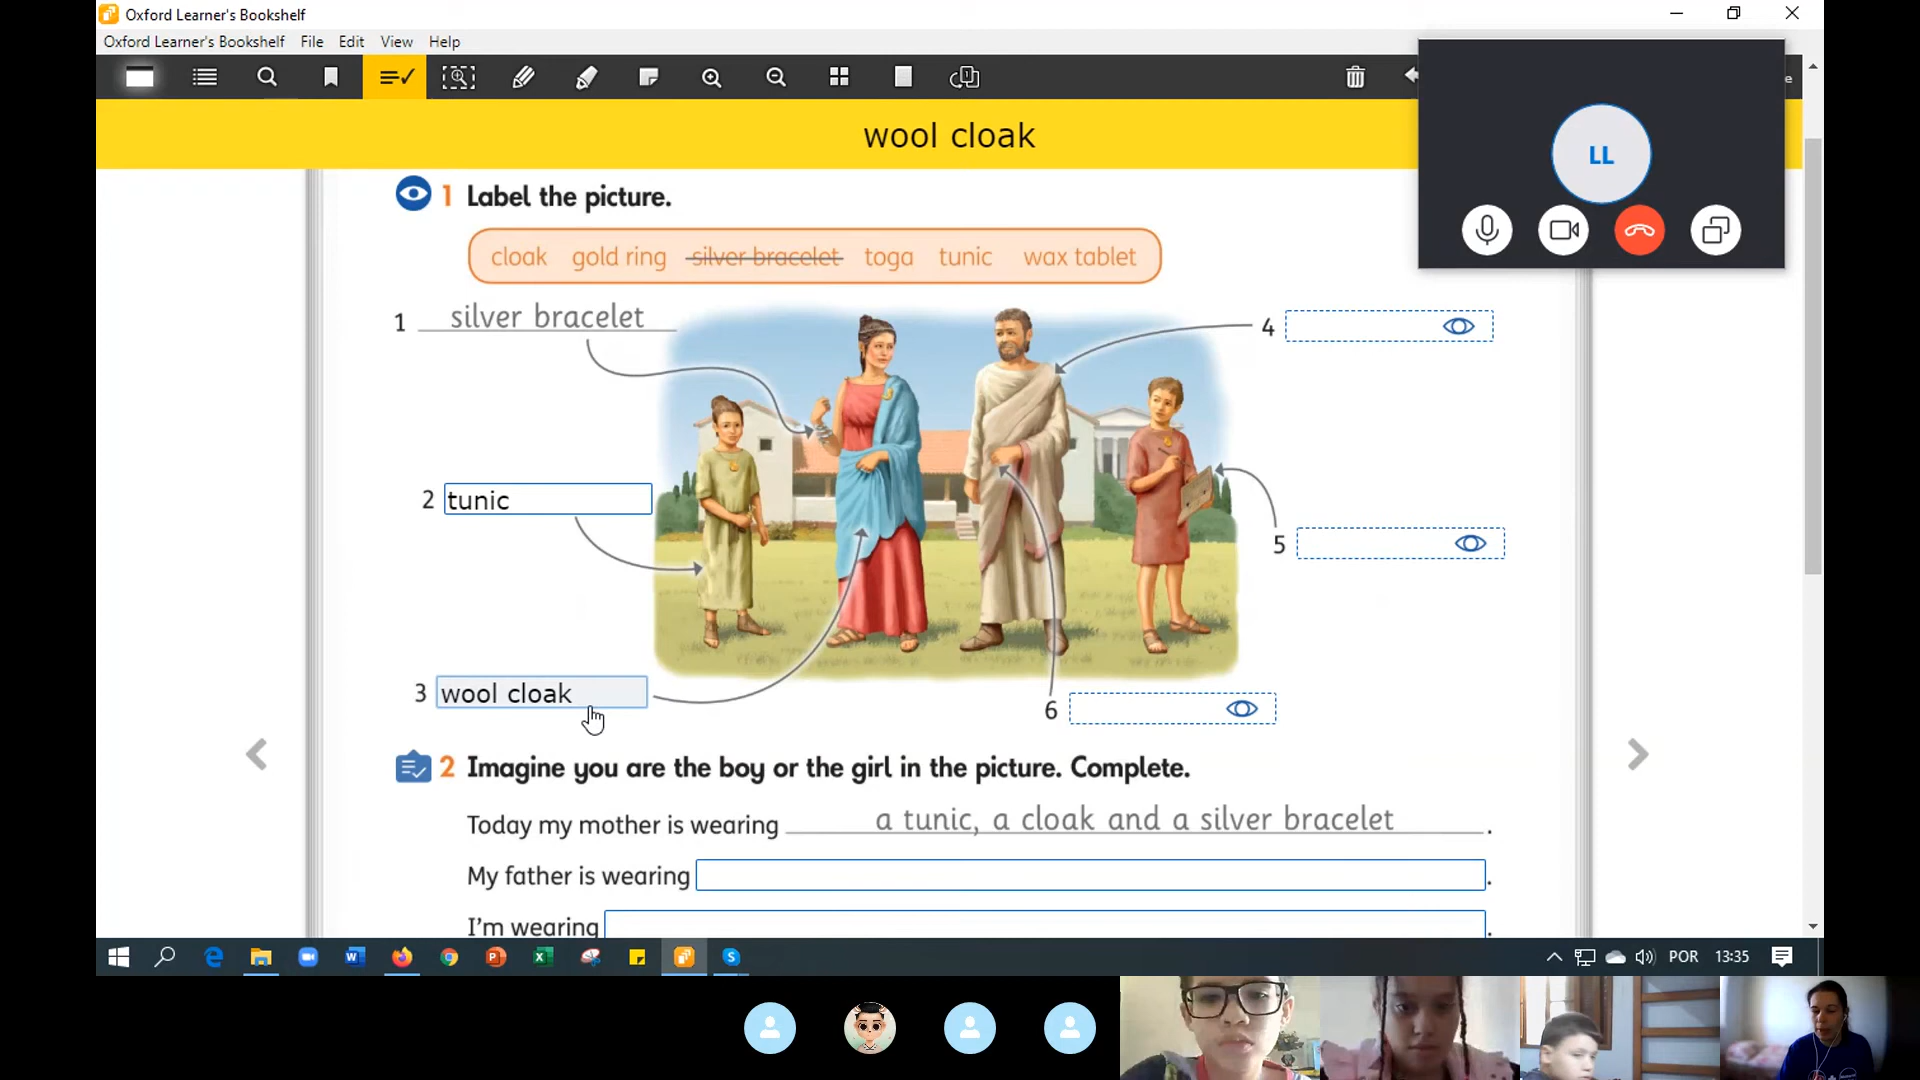 Oxford Learner's Bookshelf
Oxford Learner's Bookshelf File Edit View Help
wool cloak
LL
1 Label the picture.
cloak gold ring silver bracelet toga tunic wax tablet
1 silver bracelet
4
2 tunic
5
3 wool cloak
6
2 Imagine you are the boy or the girl in the picture. Complete.
Today my mother is wearing a tunic, a cloak and a silver bracelet.
My father is wearing .
I'm wearing .
POR 13:35